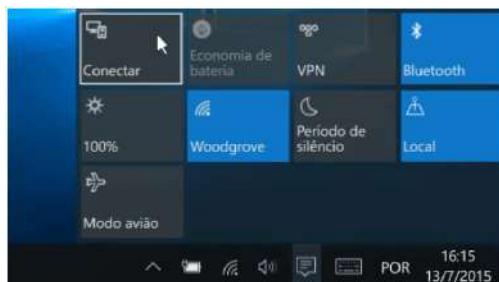 Conectar
Economia de
bateria
VPN
Bluetooth
100%
Woodgrove
Período de
silêncio
Local
Modo avião
POR
16:15
13/7/2015